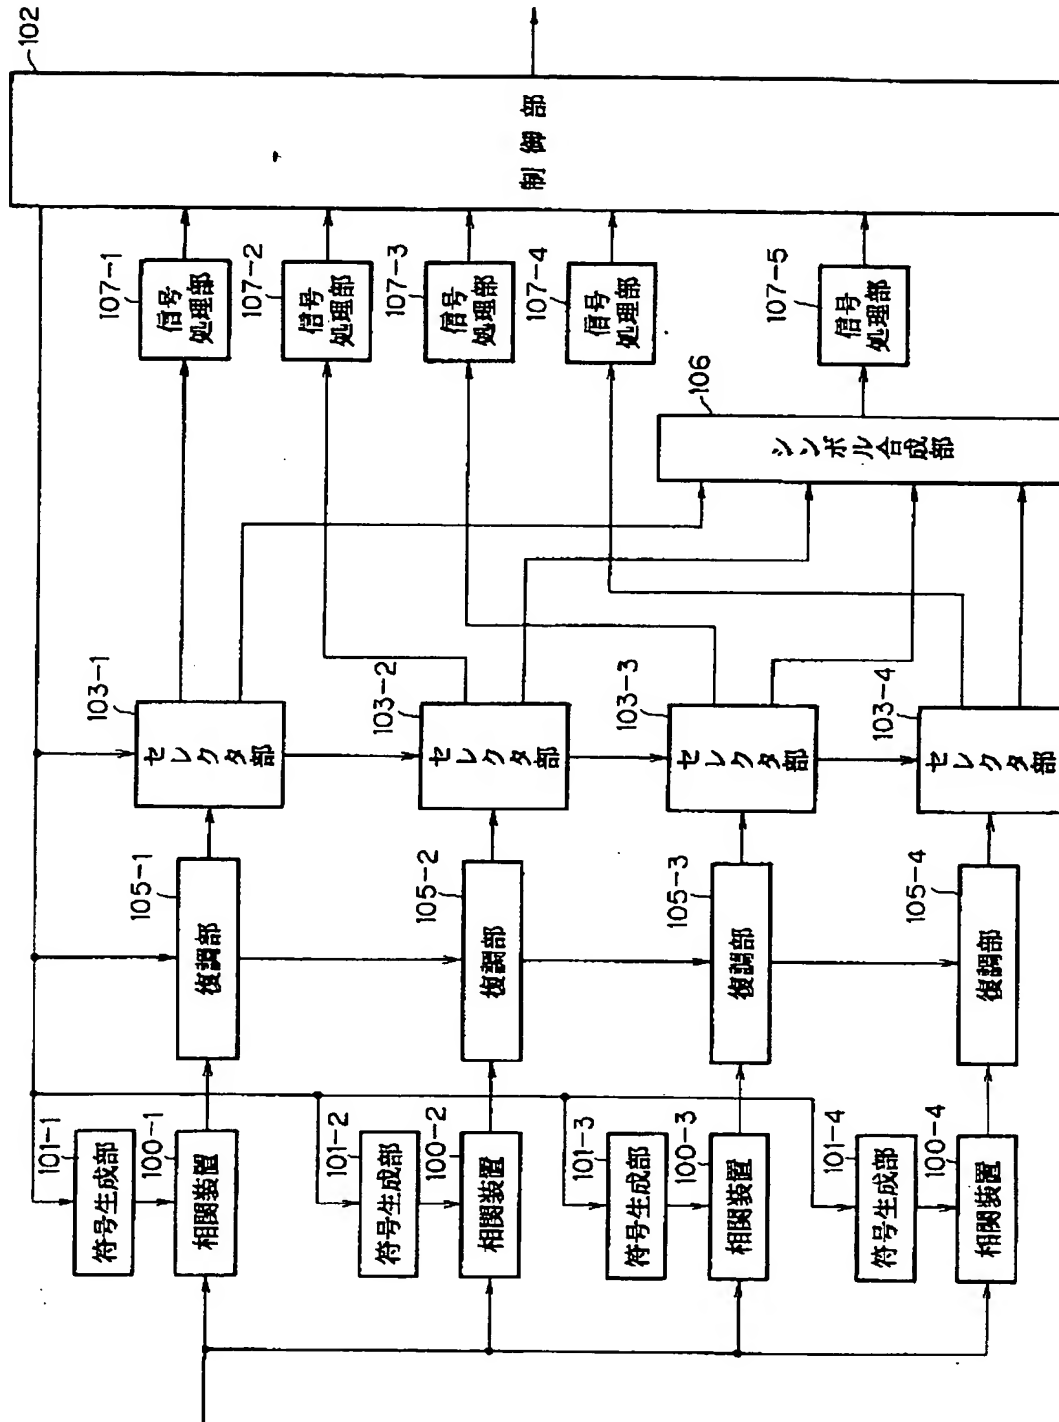 102
制御部
107-1
信号
処理部
107-2
信号
処理部
107-3
信号
処理部
107-4
信号
処理部
107-5
信号
処理部
106
シンボル合成部
103-1
セレクタ部
103-2
セレクタ部
103-3
セレクタ部
103-4
セレクタ部
105-1
復調部
105-2
復調部
105-3
復調部
105-4
復調部
101-1
符号生成部
100-1
相関装置
101-2
符号生成部
100-2
相関装置
101-3
符号生成部
100-3
相関装置
101-4
符号生成部
100-4
相関装置